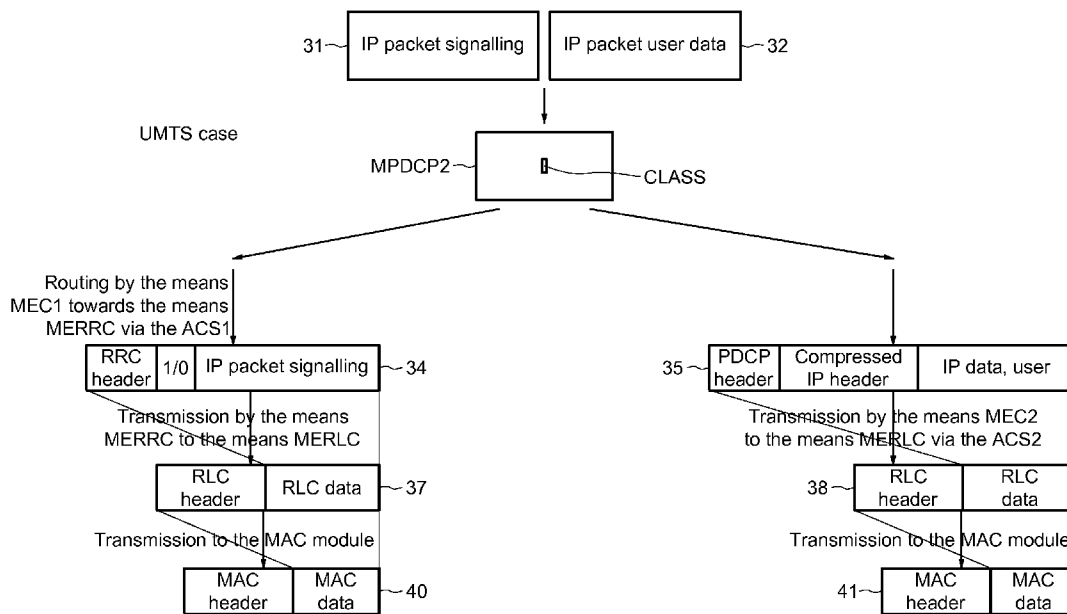 31 IP packet signalling IP packet user data 32
UMTS case
MPDCP2
CLASS
Routing by the means
MEC1 towards the means
MERRC via the ACS1
RRC
header 1/0 IP packet signalling 34
35 PDCP
header Compressed
IP header IP data, user
Transmission by the means
MERRC to the means MERLC
Transmission by the means MEC2
to the means MERLC via the ACS2
RLC
header RLC data 37
38 RLC
header RLC
data
Transmission to the MAC module
Transmission to the MAC module
MAC
header MAC
data 40
41 MAC
header MAC
data